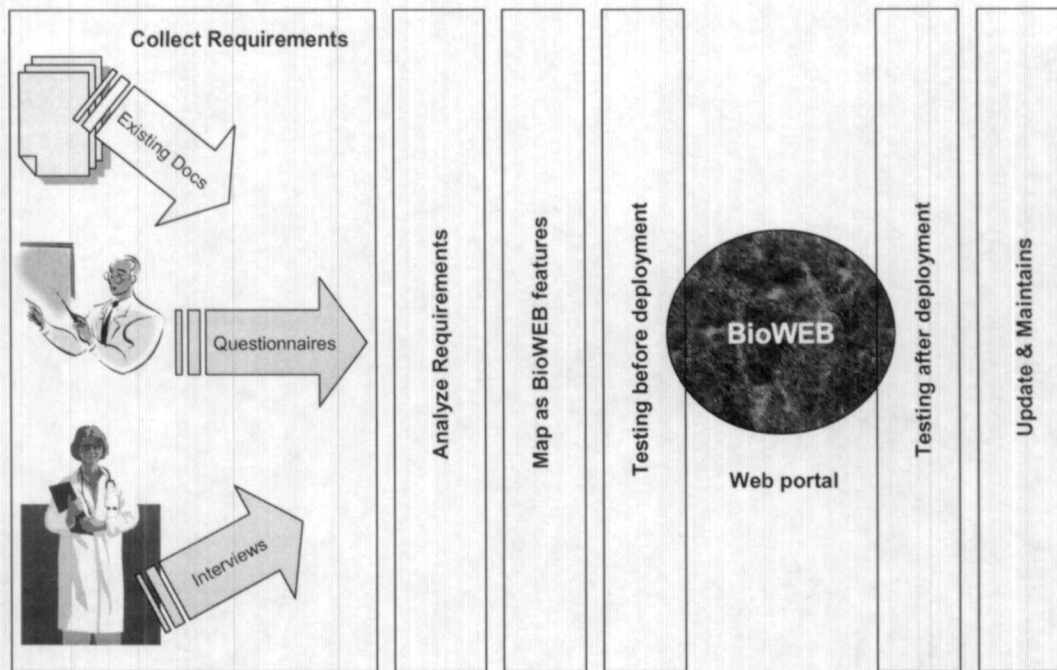 Collect Requirements
Existing Docs
Questionnaires
Interviews
Analyze Requirements
Map as BioWEB features
Testing before deployment
BioWEB
Web portal
Testing after deployment
Update & Maintains